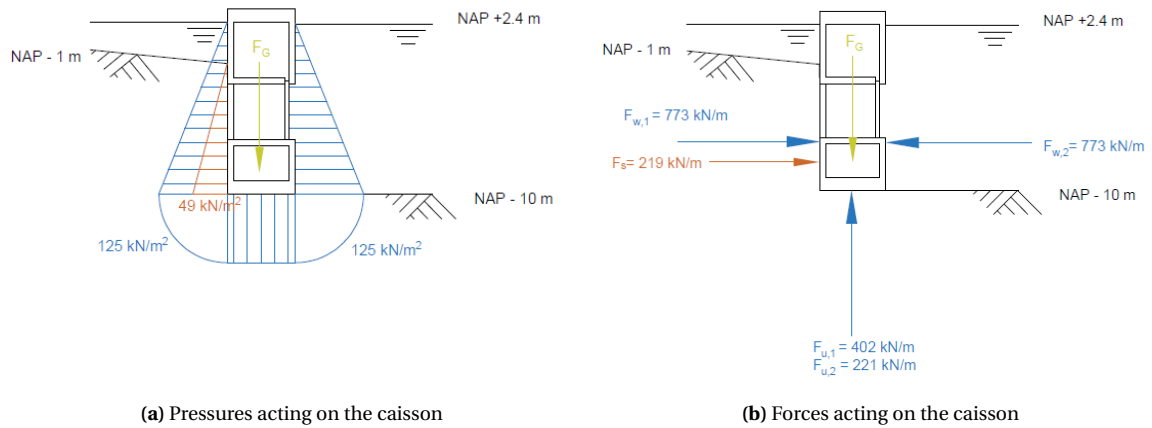 NAP +2.4 m
NAP - 1 m
F_G
49 kN/m²
NAP - 10 m
125 kN/m²
125 kN/m²
(a) Pressures acting on the caisson
NAP +2.4 m
NAP - 1 m
F_G
F_w,1 = 773 kN/m
F_w,2 = 773 kN/m
F_s= 219 kN/m
NAP - 10 m
F_u,1 = 402 kN/m
F_u,2 = 221 kN/m
(b) Forces acting on the caisson